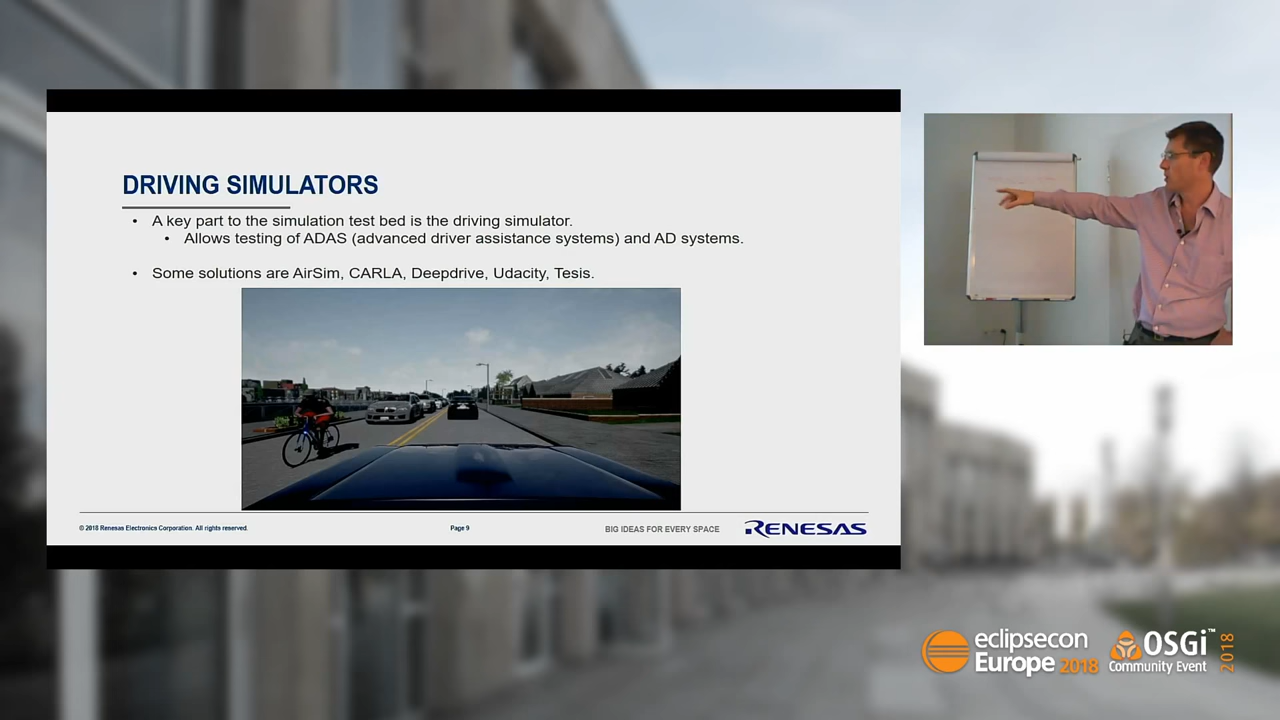 DRIVING SIMULATORS
• A key part to the simulation test bed is the driving simulator.
• Allows testing of ADAS (advanced driver assistance systems) and AD systems.
• Some solutions are AirSim, CARLA, Deepdrive, Udacity, Tesis.
© 2018 Renesas Electronics Corporation. All rights reserved.
Page 9
BIG IDEAS FOR EVERY SPACE
RENESAS
eclipsecon
Europe 2018
OSGi™
Community Event
2018